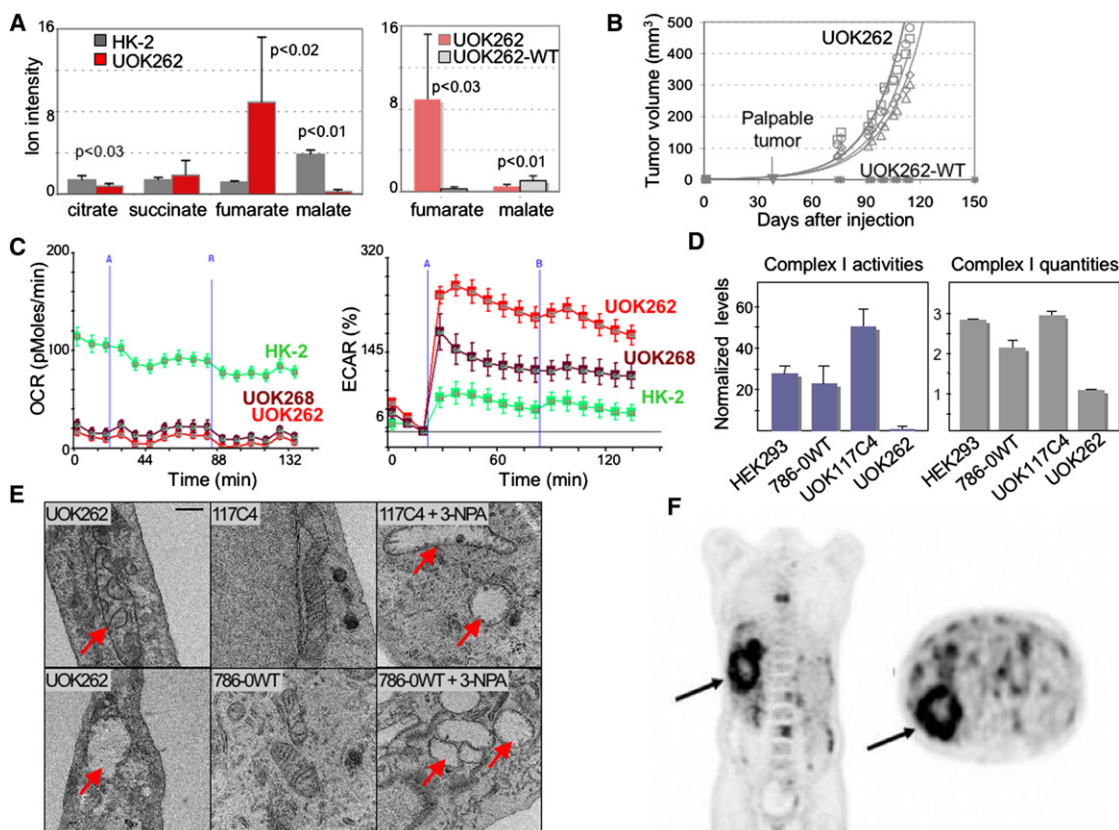 A
Ion intensity
16
8
0
HK-2
UOK262
p<0.03
p<0.02
p<0.01
citrate succinate fumarate malate
16
8
0
UOK262
UOK262-WT
p<0.03
p<0.01
fumarate malate
B
Tumor volume (mm³)
500
400
300
200
100
0
UOK262
Palpable
tumor
UOK262-WT
0 30 60 90 120 150
Days after injection
C
OCR (pMoles/min)
200
100
0
A
R
HK-2
UOK268
UOK262
0 44 88 132
Time (min)
ECAR (%)
320
145
6
A
B
UOK262
UOK268
HK-2
0 30 60 90 120
Time (min)
D
Complex I activities
Complex I quantities
Normalized levels
60
40
20
HEK293
786-0WT
UOK117C4
UOK262
3
2
1
HEK293
786-0WT
UOK117C4
UOK262
E
UOK262
117C4
117C4 + 3-NPA
UOK262
786-0WT
786-0WT + 3-NPA
F